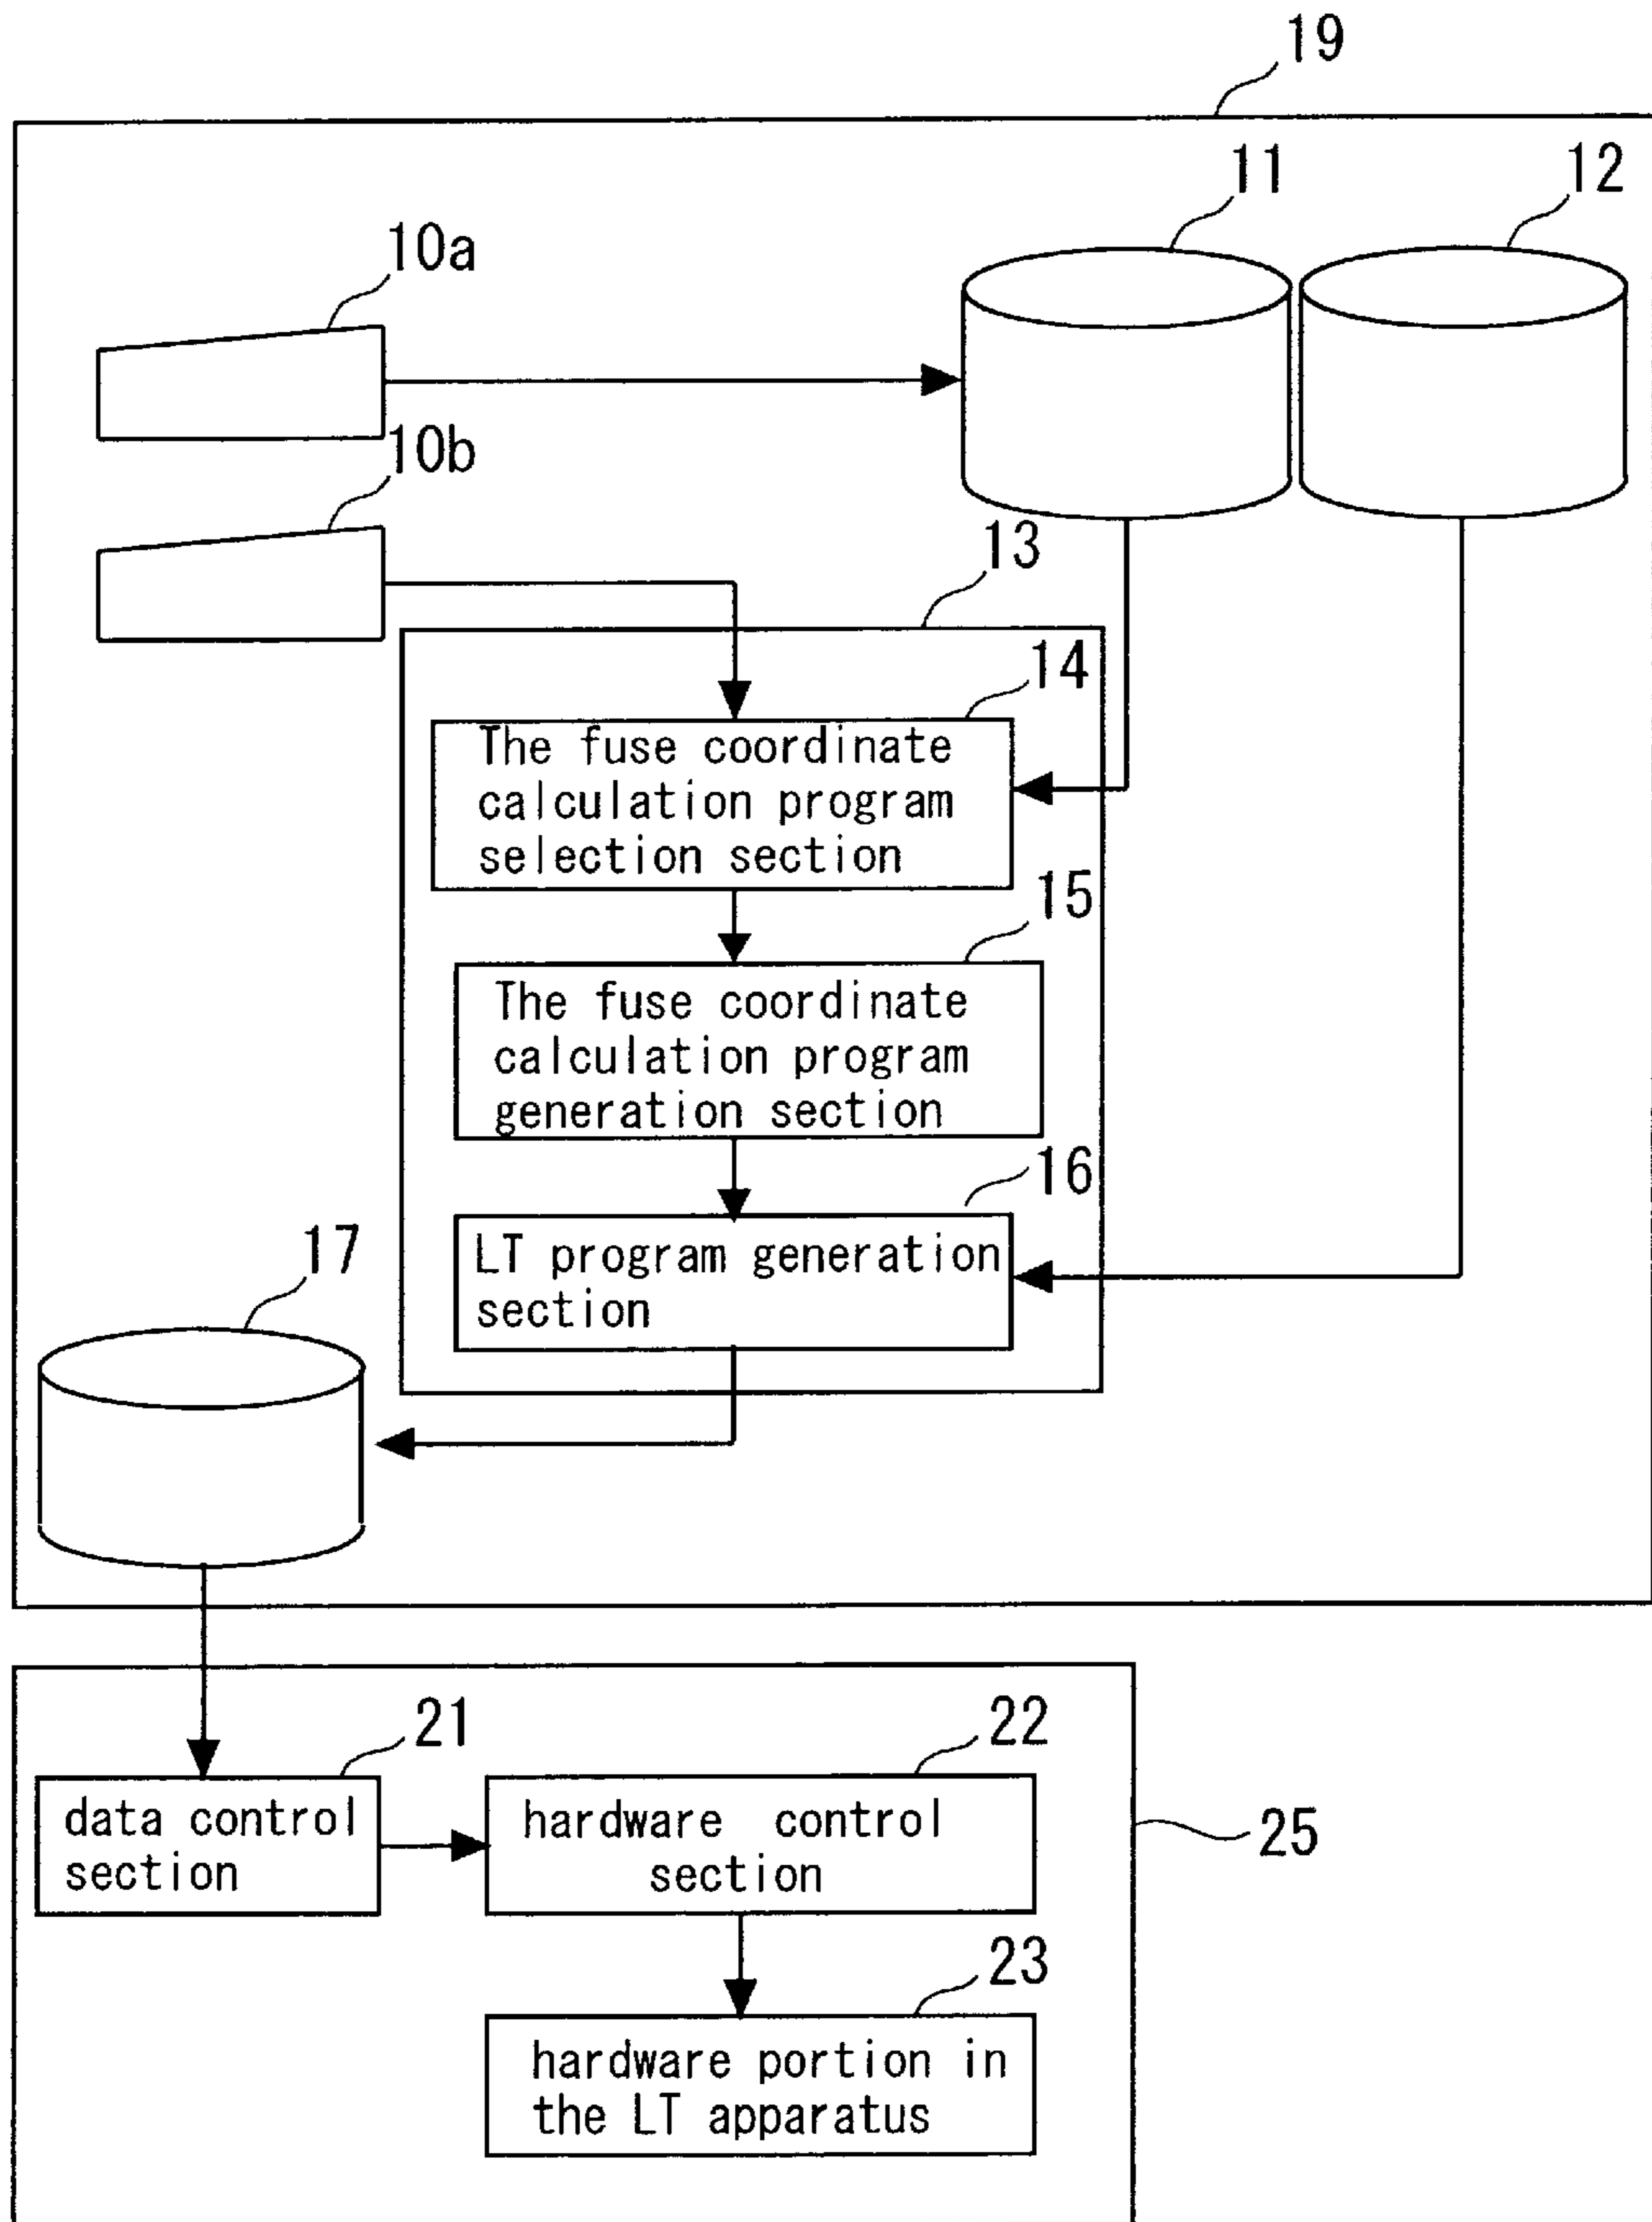 19
11
12
10a
10b
13
14
The fuse coordinate
calculation program
selection section
15
The fuse coordinate
calculation program
generation section
16
LT program generation
section
17
21
data control
section
22
hardware control
section
25
23
hardware portion in
the LT apparatus